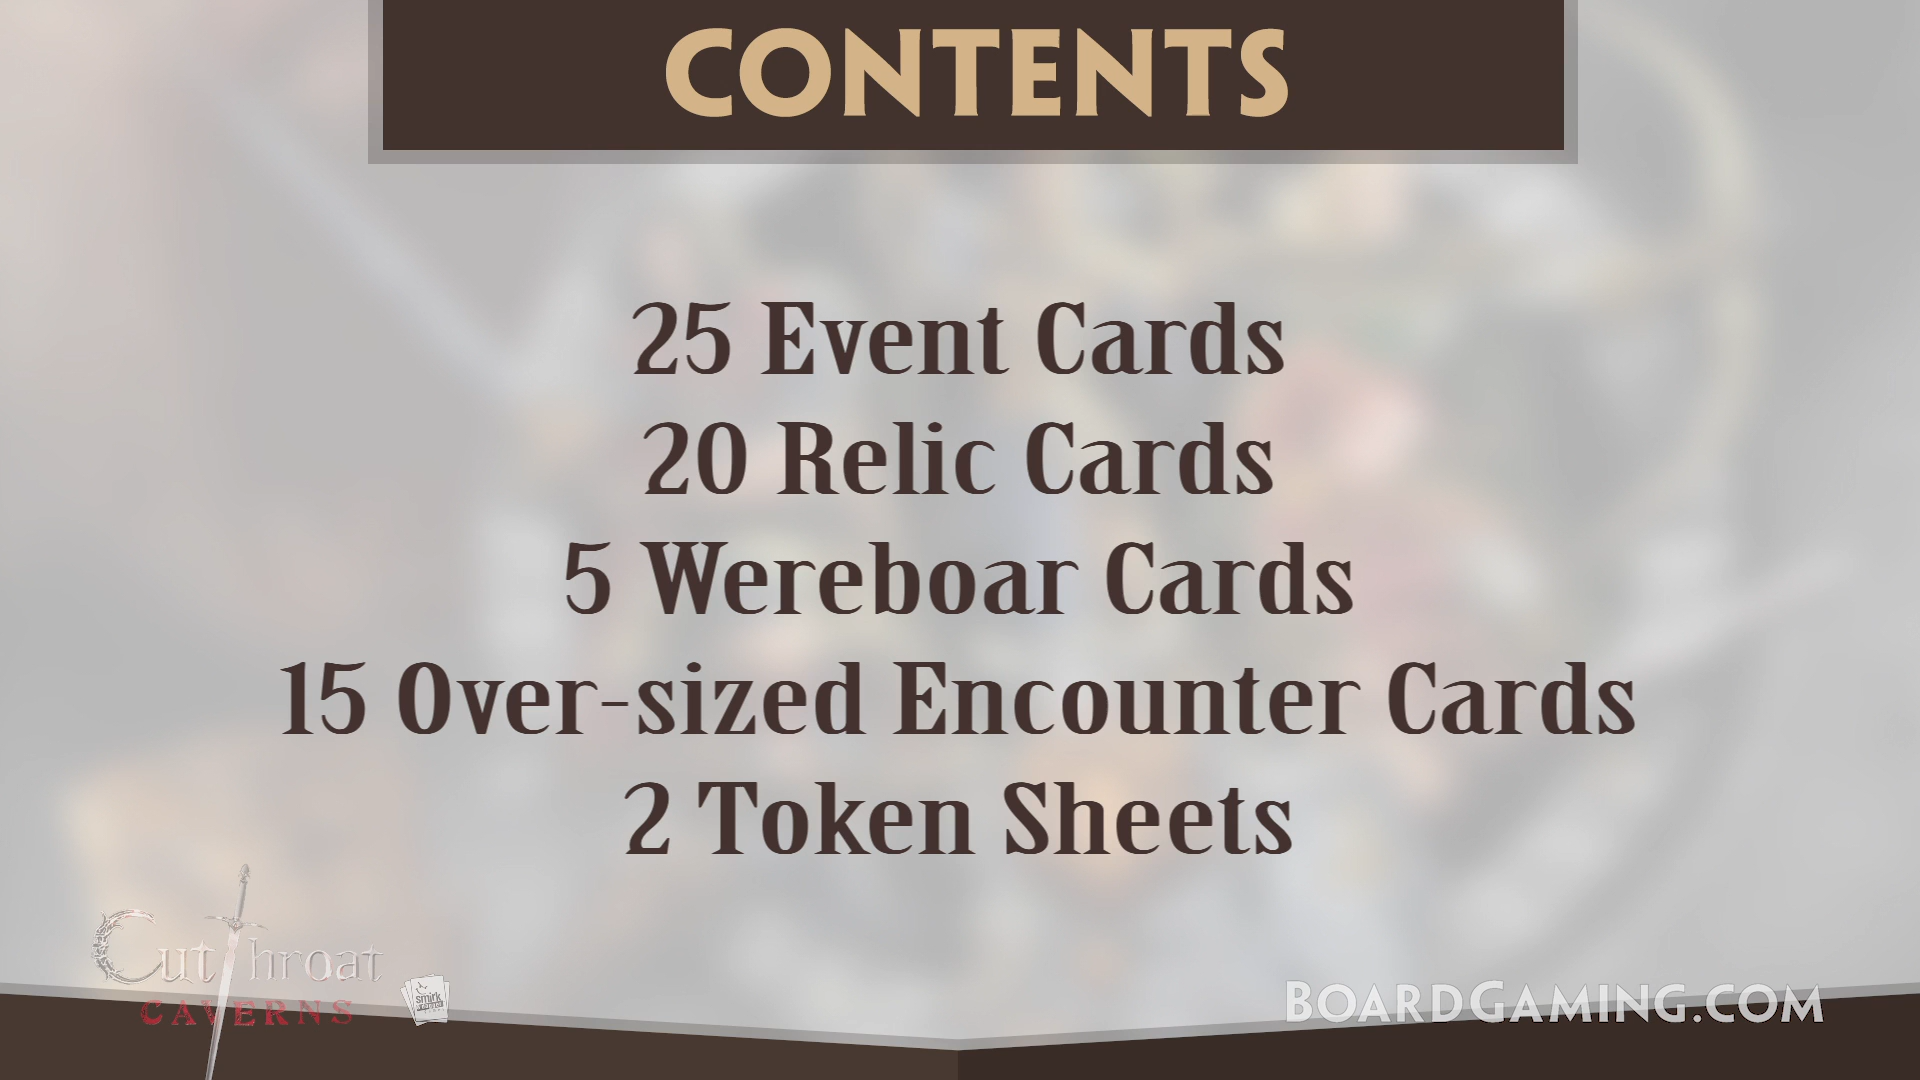 CONTENTS
25 Event Cards
20 Relic Cards
5 Wereboar Cards
15 Over-sized Encounter Cards
2 Token Sheets
Cutthroat
CAVERNS
smirk
BOARDGAMING.COM